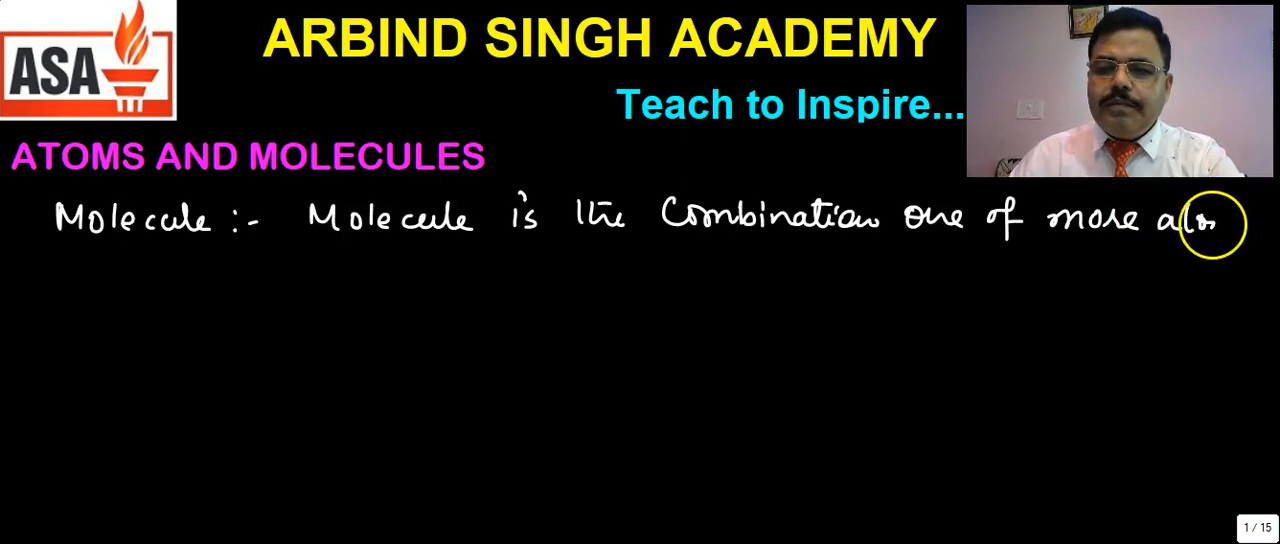 ASA
ARBIND SINGH ACADEMY
Teach to Inspire...
ATOMS AND MOLECULES
Molecule :- Molecule is the Combination one of more ato
1 / 15